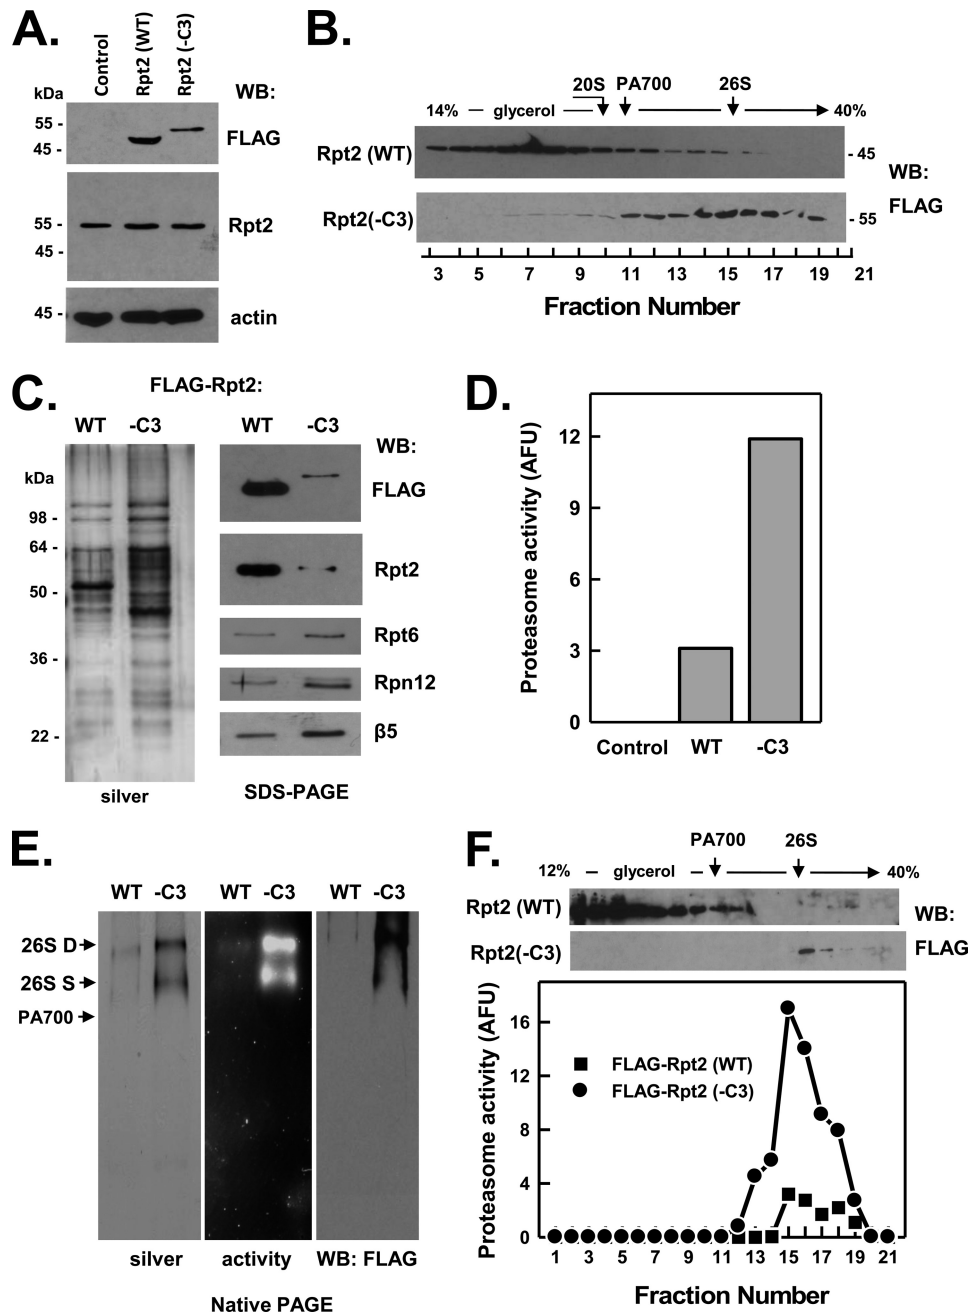 A.
Control
Rpt2 (WT)
Rpt2 (-C3)
kDa
WB:
55 -
45 -
FLAG
55 -
45 -
Rpt2
45 -
actin
B.
20S PA700 26S
14% – glycerol 40%
Rpt2 (WT)
- 45
WB:
Rpt2(-C3)
- 55
FLAG
3 5 7 9 11 13 15 17 19 21
Fraction Number
C.
FLAG-Rpt2:
WT -C3
WT -C3
WB:
kDa
98 -
64 -
50 -
36 -
22 -
FLAG
Rpt2
Rpt6
Rpn12
β5
silver
SDS-PAGE
D.
Proteasome activity (AFU)
12
9
6
3
0
Control WT -C3
E.
WT -C3 WT -C3 WT -C3
26S D
26S S
PA700
silver activity WB: FLAG
Native PAGE
F.
PA700 26S
12% – glycerol – 40%
Rpt2 (WT)
WB:
Rpt2(-C3)
FLAG
Proteasome activity (AFU)
16
12
8
4
0
FLAG-Rpt2 (WT)
FLAG-Rpt2 (-C3)
1 3 5 7 9 11 13 15 17 19 21
Fraction Number